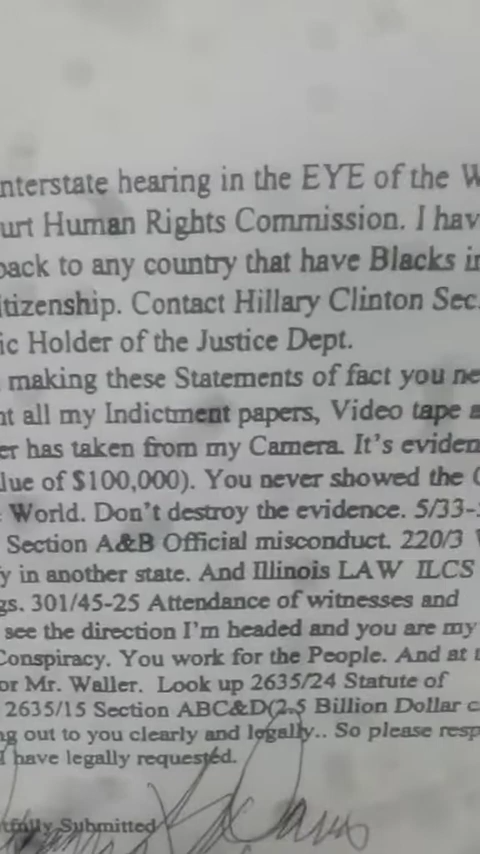 nterstate hearing in the EYE of the W
urt Human Rights Commission. I hav
back to any country that have Blacks in
itizenship. Contact Hillary Clinton Sec.
ic Holder of the Justice Dept.
making these Statements of fact you ne
nt all my Indictment papers, Video tape a
er has taken from my Camera. It's eviden
lue of $100,000). You never showed the C
World. Don't destroy the evidence. 5/33-
Section A&B Official misconduct. 220/3
y in another state. And Illinois LAW ILCS
gs. 301/45-25 Attendance of witnesses and
see the direction I'm headed and you are my
Conspiracy. You work for the People. And at
or Mr. Waller. Look up 2635/24 Statute of
2635/15 Section ABC&D(2.5 Billion Dollar c
ng out to you clearly and legally.. So please resp
I have legally requested.
tfully Submitted